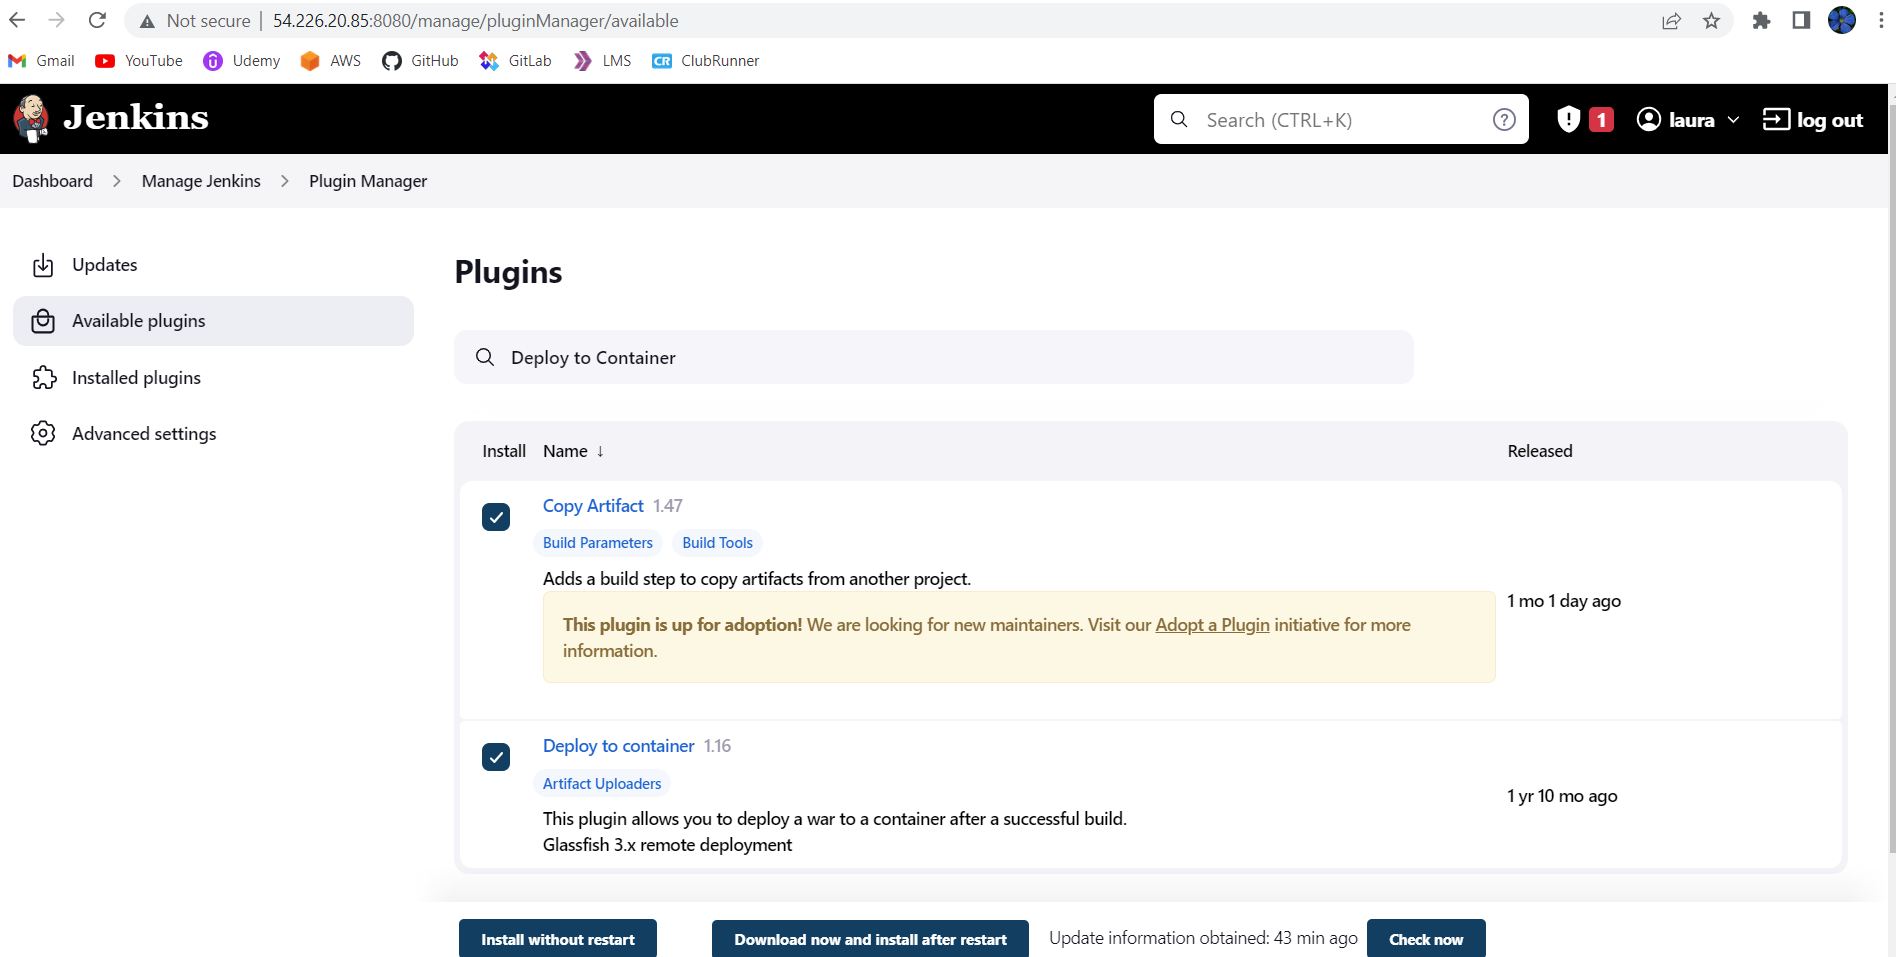 Not secure | 54.226.20.85:8080/manage/pluginManager/available
Gmail YouTube Udemy AWS GitHub GitLab LMS CR ClubRunner
Jenkins Search (CTRL+K) ? ! 1 laura log out
Dashboard > Manage Jenkins > Plugin Manager
Updates
Available plugins
Installed plugins
Advanced settings
Plugins
Deploy to Container
Install Name ↓ Released
Copy Artifact 1.47
Build Parameters Build Tools
Adds a build step to copy artifacts from another project.
This plugin is up for adoption! We are looking for new maintainers. Visit our Adopt a Plugin initiative for more
information.
1 mo 1 day ago
Deploy to container 1.16
Artifact Uploaders
This plugin allows you to deploy a war to a container after a successful build.
Glassfish 3.x remote deployment
1 yr 10 mo ago
Install without restart Download now and install after restart Update information obtained: 43 min ago Check now